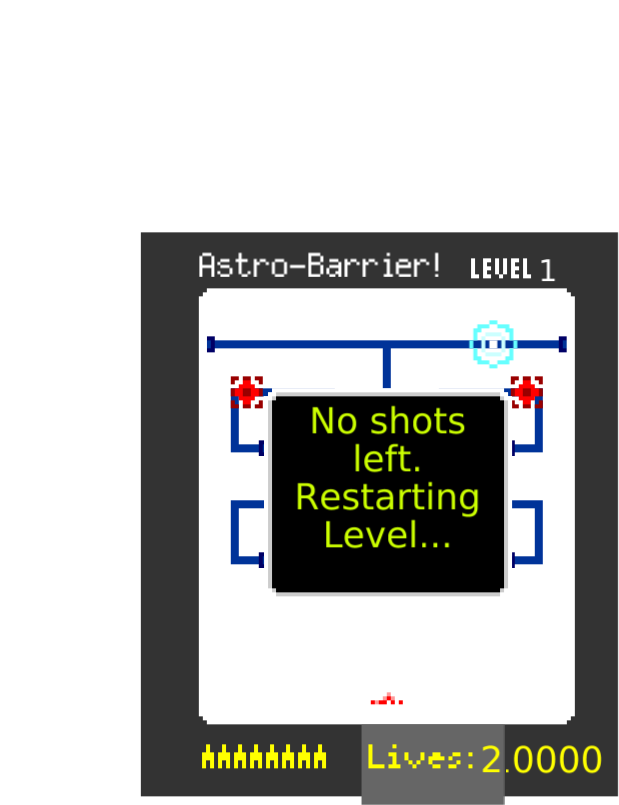 Astro-Barrier! LEVEL 1
No shots
left.
Restarting
Level...
Lives:2.0000